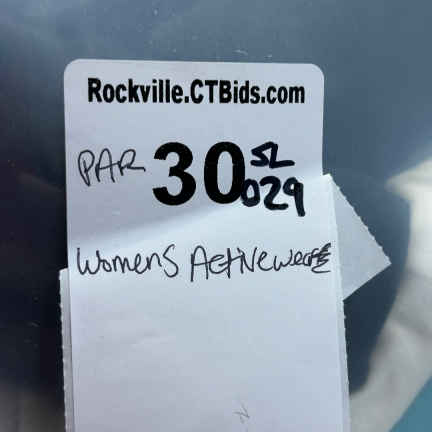 Rockville.CTBids.com
PAR 30 SL
029
Womens Activewear